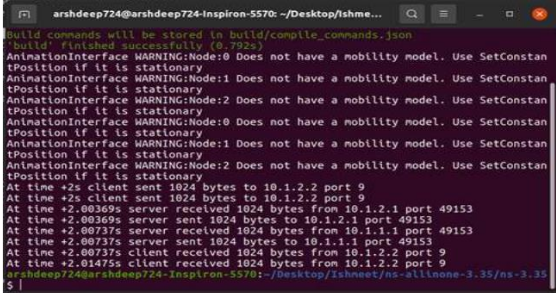 arshdeep724@arshdeep724-Inspiron-5570: ~/Desktop/Ishme...
Build commands will be stored in build/compile_commands.json
'build' finished successfully (0.792s)
AnimationInterface WARNING:Node:0 Does not have a mobility model. Use SetConstan
tPosition if it is stationary
AnimationInterface WARNING:Node:1 Does not have a mobility model. Use SetConstan
tPosition if it is stationary
AnimationInterface WARNING:Node:2 Does not have a mobility model. Use SetConstan
tPosition if it is stationary
AnimationInterface WARNING:Node:0 Does not have a mobility model. Use SetConstan
tPosition if it is stationary
AnimationInterface WARNING:Node:1 Does not have a mobility model. Use SetConstan
tPosition if it is stationary
AnimationInterface WARNING:Node:2 Does not have a mobility model. Use SetConstan
tPosition if it is stationary
At time +2s client sent 1024 bytes to 10.1.2.2 port 9
At time +2s client sent 1024 bytes to 10.1.2.2 port 9
At time +2.00369s server received 1024 bytes from 10.1.2.1 port 49153
At time +2.00369s server sent 1024 bytes to 10.1.2.1 port 49153
At time +2.00737s server received 1024 bytes from 10.1.1.1 port 49153
At time +2.00737s server sent 1024 bytes to 10.1.1.1 port 49153
At time +2.00737s client received 1024 bytes from 10.1.2.2 port 9
At time +2.01475s client received 1024 bytes from 10.1.2.2 port 9
arshdeep724@arshdeep724-Inspiron-5570:~/Desktop/Ishmeet/ns-allinone-3.35/ns-3.35
$